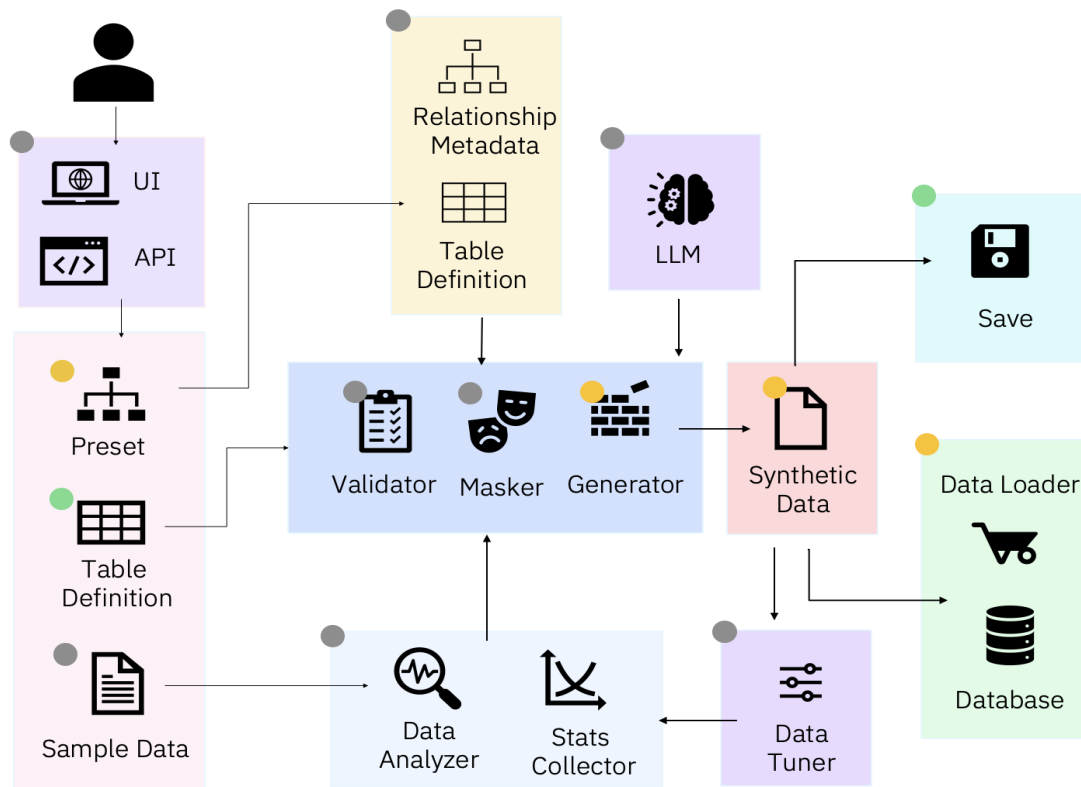 UI
API
Preset
Table
Definition
Sample Data
Relationship
Metadata
Table
Definition
LLM
Validator
Masker
Generator
Data
Analyzer
Stats
Collector
Synthetic
Data
Data
Tuner
Save
Data Loader
Database